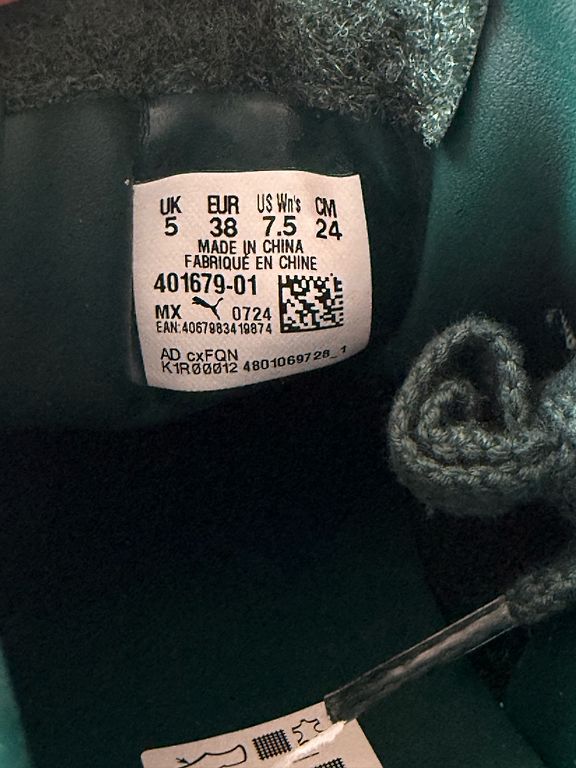 UK EUR US Wn's CM
5 38 7.5 24
MADE IN CHINA
FABRIQUÉ EN CHINE
401679-01
MX 0724
EAN:4067983419874
AD cxFQN
K1R00012 4801069728_1